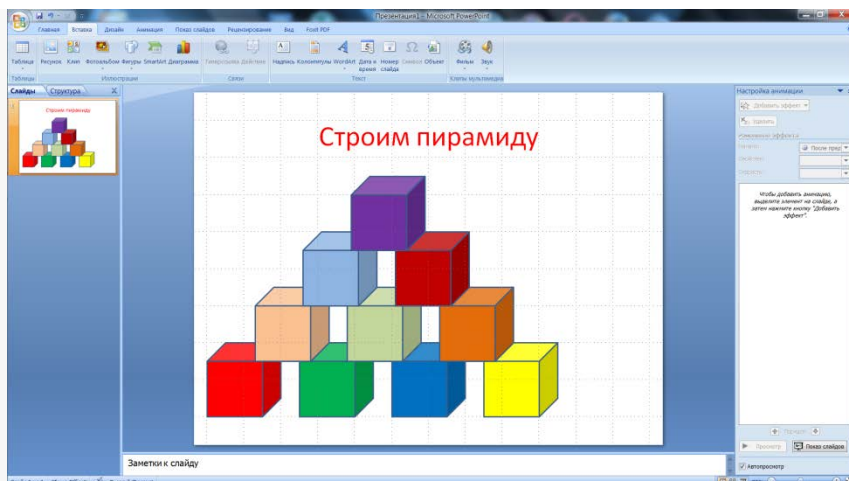 Презентация1 - Microsoft PowerPoint
Главная Вставка Дизайн Анимация Показ слайдов Рецензирование Вид Foxit PDF
Таблица Рисунок Клип Фотоальбом Фигуры SmartArt Диаграмма Гиперссылка Действие Надпись Колонтитулы WordArt Дата и время Номер слайда Символ Объект Фильм Звук
Таблицы Иллюстрации Связи Текст Клипы мультимедиа
Слайды Структура
Строим пирамиду
Строим пирамиду
Настройка анимации
Добавить эффект
Удалить
После пред
Чтобы добавить анимацию,
выделите элемент на слайде, а
затем нажмите кнопку "Добавить
эффект".
Порядок
Просмотр Показ слайдов
Автопросмотр
Заметки к слайду